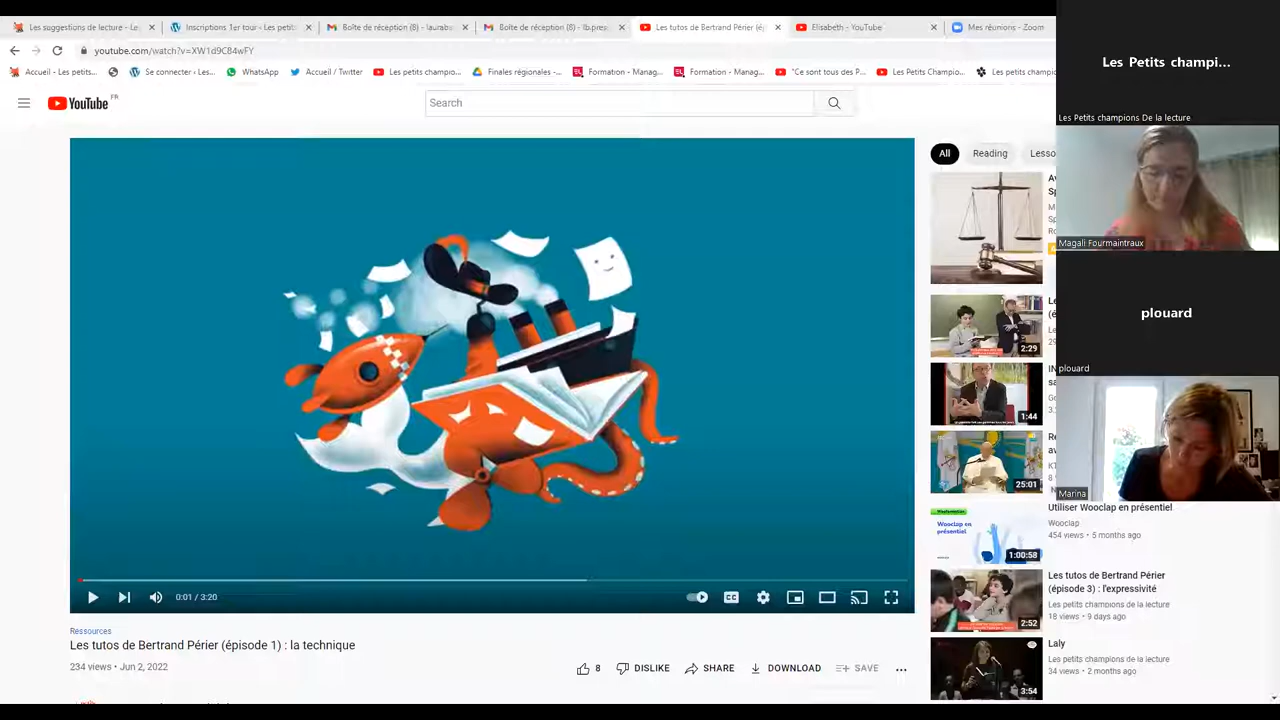 Les suggestions de lecture - Le
Inscriptions 1er tour - Les petit
Boîte de réception (8) - laurab
Boîte de réception (8) - lb.pres
Les tutos de Bertrand Périer (é
Elisabeth - YouTube
Mes réunions - Zoom
youtube.com/watch?v=XW1d9C84wFY
Accueil - Les petits...
Se connecter ‹ Les...
WhatsApp
Accueil / Twitter
Les petits champio...
Finales régionales -...
Formation - Manag...
Formation - Manag...
"Ce sont tous des P...
Les Petits Champio...
Les petits champio
YouTube FR
Search
All
Reading
Lesso
2:29
1:44
25:01
Wooclap en
présentiel
1:00:58
Utiliser Wooclap en présentiel
Wooclap
454 views • 5 months ago
2:52
Les tutos de Bertrand Périer
(épisode 3) : l'expressivité
Les petits champions de la lecture
18 views • 9 days ago
3:54
Laly
Les petits champions de la lecture
34 views • 2 months ago
0:01 / 3:20
CC
Ressources
Les tutos de Bertrand Périer (épisode 1) : la technique
234 views • Jun 2, 2022
8
DISLIKE
SHARE
DOWNLOAD
SAVE
Les Petits champi...
Les Petits champions De la lecture
Magali Fourmaintraux
plouard
plouard
Marina